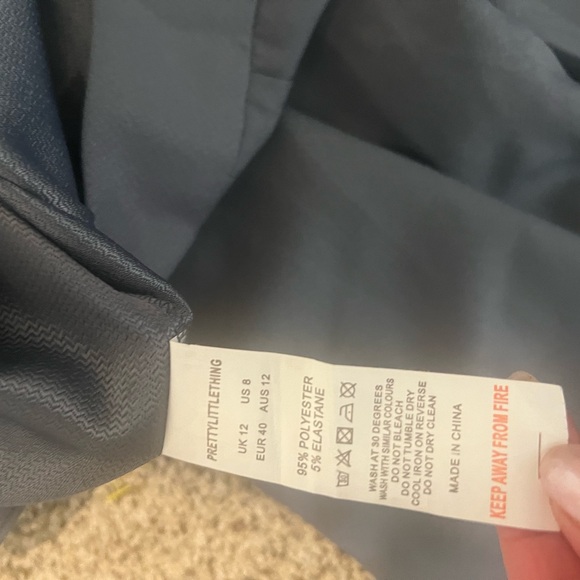 PRETTYLITTLETHING
UK 12 US 8
EUR 40 AUS 12
95% POLYESTER
5% ELASTANE
WASH AT 30 DEGREES
WASH WITH SIMILAR COLOURS
DO NOT BLEACH
DO NOT TUMBLE DRY
COOL IRON ON REVERSE
DO NOT DRY CLEAN
MADE IN CHINA
KEEP AWAY FROM FIRE